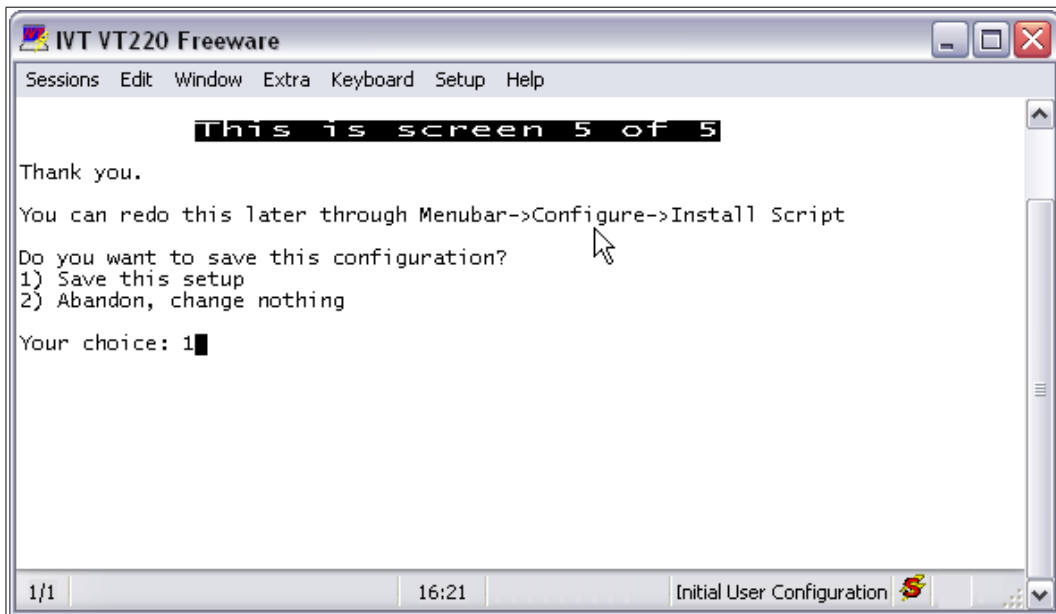 IVT VT220 Freeware
Sessions Edit Window Extra Keyboard Setup Help
This is screen 5 of 5
Thank you.
You can redo this later through Menubar->Configure->Install Script
Do you want to save this configuration?
1) Save this setup
2) Abandon, change nothing
Your choice: 1
1/1 16:21 Initial User Configuration